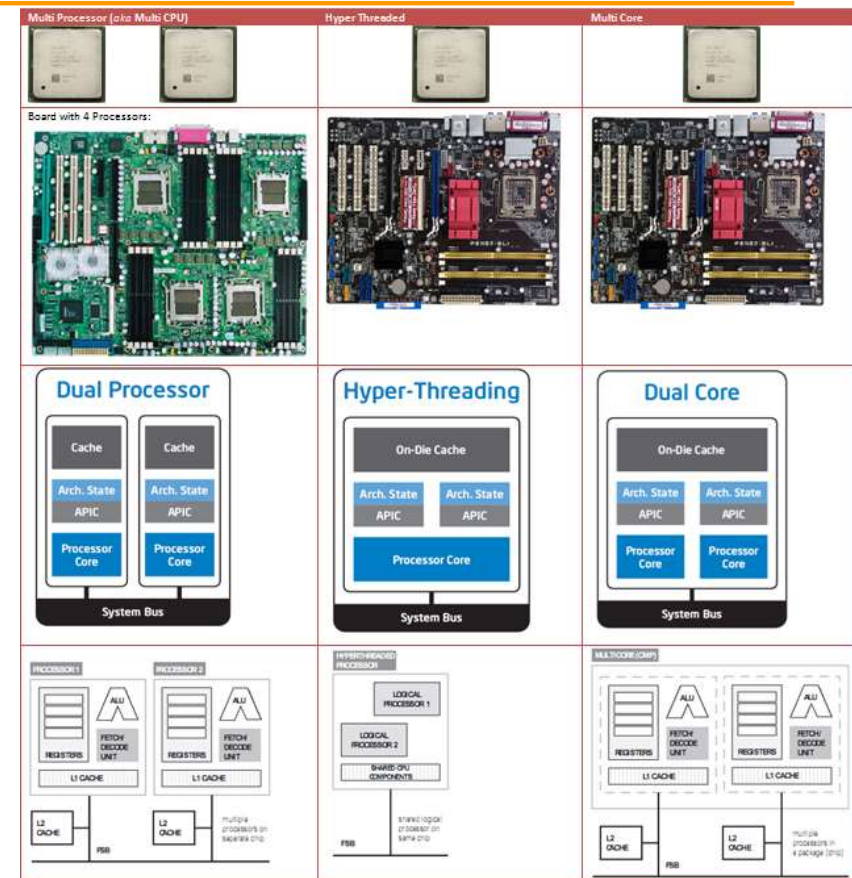 Multi Processor (aka Multi CPU)
Hyper Threaded
Multi Core
Board with 4 Processors:
Dual Processor
Cache
Cache
Arch. State
APIC
Arch. State
APIC
Processor
Core
Processor
Core
System Bus
Hyper-Threading
On-Die Cache
Arch. State
APIC
Arch. State
APIC
Processor Core
System Bus
Dual Core
On-Die Cache
Arch. State
APIC
Arch. State
APIC
Processor
Core
Processor
Core
System Bus
PROCESSOR 1
PROCESSOR 2
ALU
ALU
REGISTERS
FETCH/
DECODE
UNIT
REGISTERS
FETCH/
DECODE
UNIT
L1 CACHE
L1 CACHE
L2
CACHE
L2
CACHE
multiple
processors on
separate chip
FSB
HYPERTHREADED
PROCESSOR
LOGICAL
PROCESSOR 1
LOGICAL
PROCESSOR 2
SHARED CPU
COMPONENTS
shared logical
processor on
same chip
FSB
MULTICORE (CMP)
ALU
ALU
REGISTERS
FETCH/
DECODE
UNIT
REGISTERS
FETCH/
DECODE
UNIT
L1 CACHE
L1 CACHE
L2
CACHE
L2
CACHE
multiple
processors in
a package (chip)
FSB